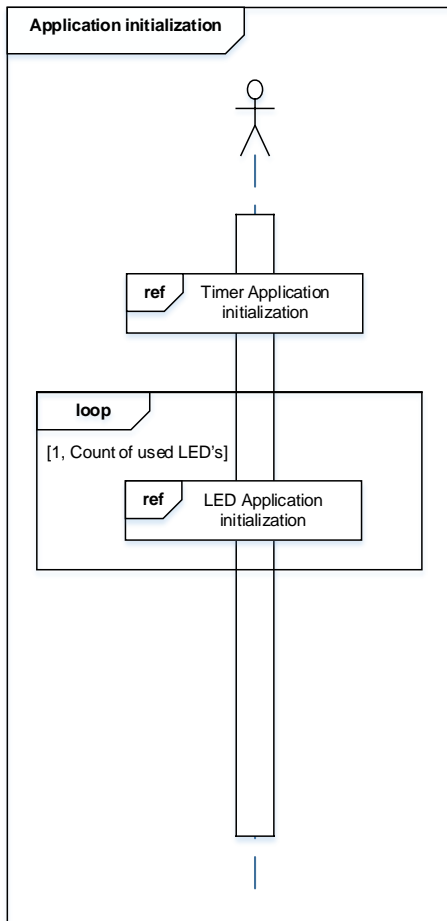 Application initialization
ref
Timer Application
initialization
loop
[1, Count of used LED's]
ref
LED Application
initialization